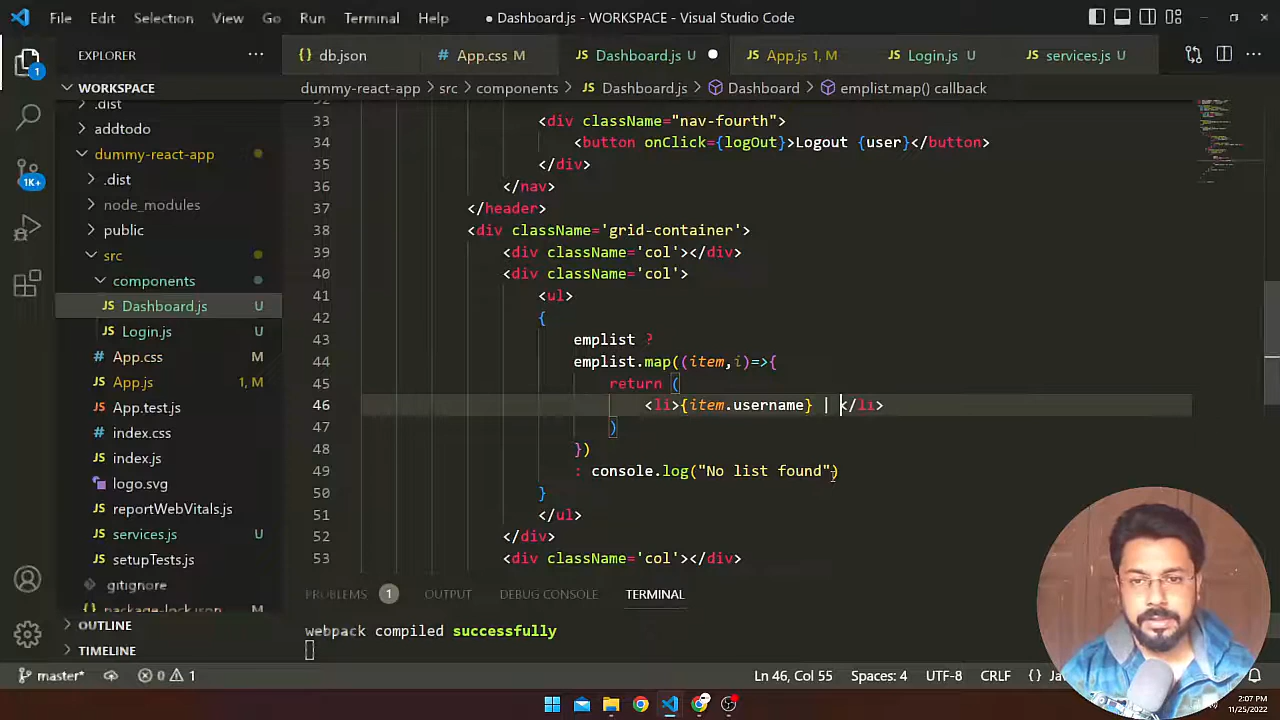 File Edit Selection View Go Run Terminal Help ● Dashboard.js - WORKSPACE - Visual Studio Code
EXPLORER ···
db.json # App.css M JS Dashboard.js U ● JS App.js 1, M JS Login.js U JS services.js U ···
dummy-react-app > src > components > JS Dashboard.js > Dashboard > emplist.map() callback
WORKSPACE
.dist
addtodo
dummy-react-app
.dist
node_modules
public
src
components
JS Dashboard.js U
JS Login.js U
# App.css M
JS App.js 1, M
JS App.test.js
# index.css
JS index.js
logo.svg
JS reportWebVitals.js
JS services.js U
JS setupTests.js
.gitignore
package-lock.json M
OUTLINE
TIMELINE
1
1K+
32
33 <div className="nav-fourth">
34 <button onClick={logOut}>Logout {user}</button>
35 </div>
36 </nav>
37 </header>
38 <div className='grid-container'>
39 <div className='col'></div>
40 <div className='col'>
41 <ul>
42 {
43 emplist ?
44 emplist.map((item,i)=>{
45 return (
46 <li>{item.username} | </li>
47 )
48 })
49 : console.log("No list found")
50 }
51 </ul>
52 </div>
53 <div className='col'></div>
PROBLEMS 1 OUTPUT DEBUG CONSOLE TERMINAL
webpack compiled successfully
master* 0 1 Ln 46, Col 55 Spaces: 4 UTF-8 CRLF {}
2:07 PM
11/25/2022